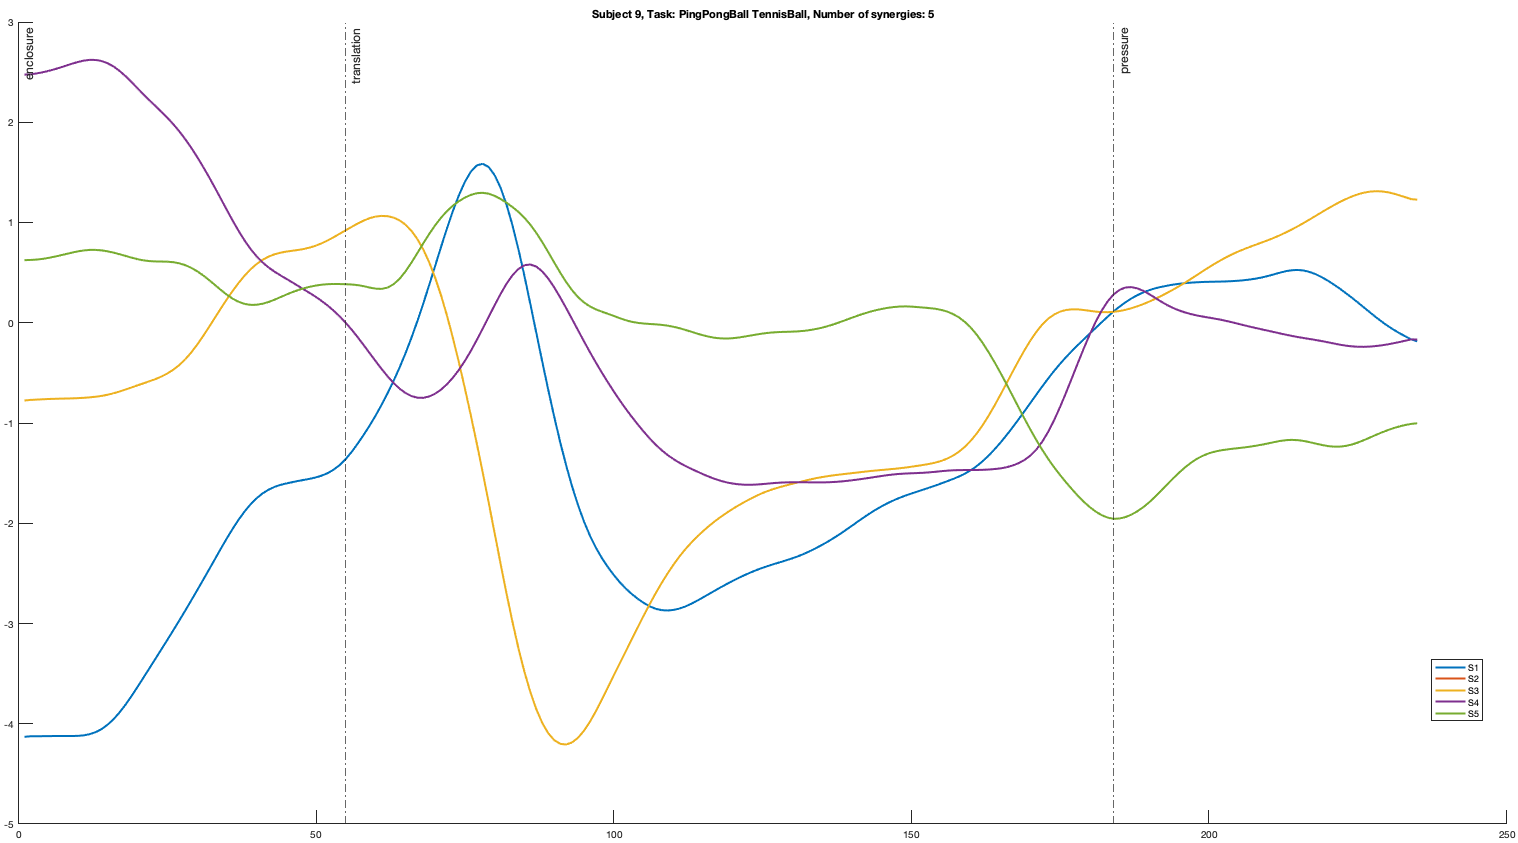 Subject 9, Task: PingPongBall TennisBall, Number of synergies: 5
enclosure
translation
pressure
3
2
1
0
-1
-2
-3
-4
-5
0
50
100
150
200
250
S1
S2
S3
S4
S5